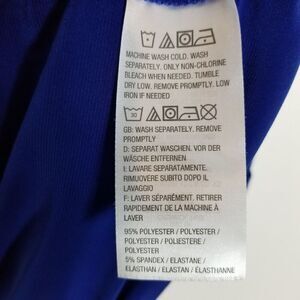 MACHINE WASH COLD. WASH
SEPARATELY. ONLY NON-CHLORINE
BLEACH WHEN NEEDED. TUMBLE
DRY LOW. REMOVE PROMPTLY. LOW
IRON IF NEEDED
30
GB: WASH SEPARATELY. REMOVE
PROMPTLY
D: SEPARAT WASCHEN. VOR DER
WÄSCHE ENTFERNEN
I: LAVARE SEPARATAMENTE.
RIMUOVERE SUBITO DOPO IL
LAVAGGIO
F: LAVER SÉPARÉMENT. RETIRER
RAPIDEMENT DE LA MACHINE À
LAVER
95% POLYESTER / POLYESTER /
POLYESTER / POLIESTERE /
POLYESTER
5% SPANDEX / ELASTANE /
ELASTHAN / ELASTAN / ÉLASTHANNE